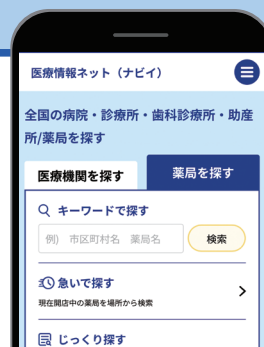 医療情報ネット（ナビイ）
全国の病院・診療所・歯科診療所・助産
所/薬局を探す
医療機関を探す
薬局を探す
キーワードで探す
例) 市区町村名 薬局名
検索
急いで探す
現在開店中の薬局を場所から検索
じっくり探す